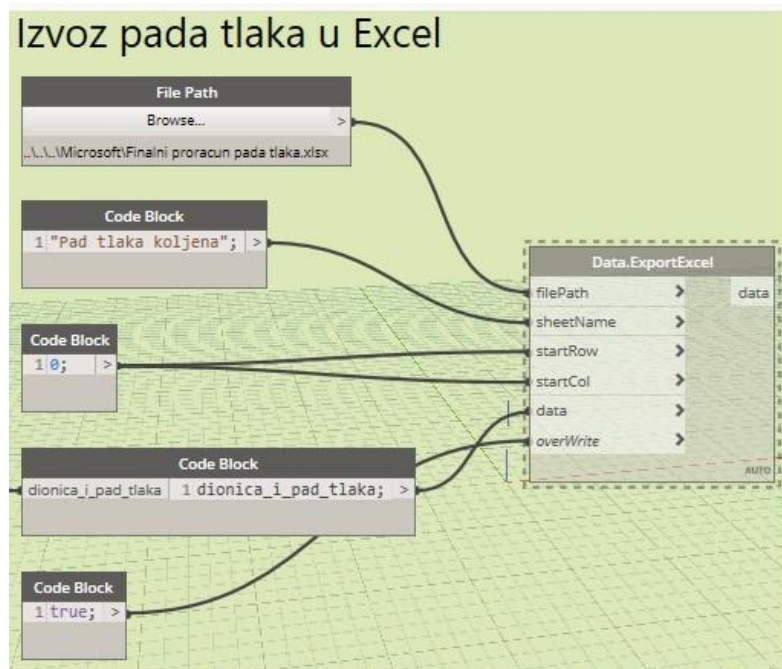 Izvoz pada tlaka u Excel
File Path
Browse...
>
..\..\..\Microsoft\Finalni proracun pada tlaka.xlsx
Code Block
1 "Pad tlaka koljena"; >
Data.ExportExcel
filePath > data
sheetName >
startRow >
startCol >
data >
overWrite >
AUTO
Code Block
1 0; >
Code Block
dionica_i_pad_tlaka 1 dionica_i_pad_tlaka; >
Code Block
1 true; >